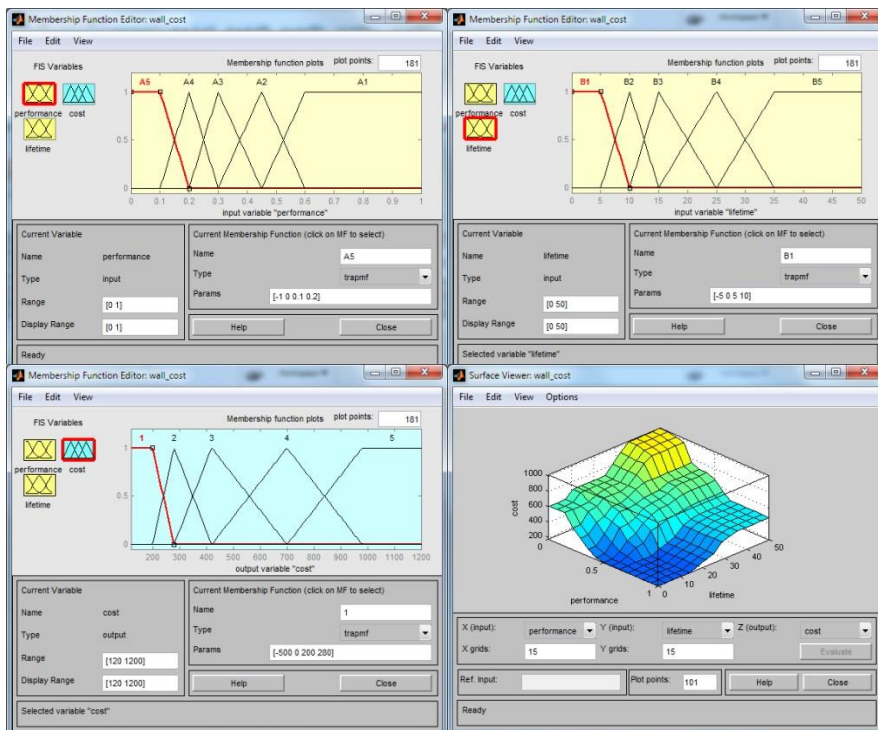 Membership Function Editor: wall_cost
File Edit View
FIS Variables
Membership function plots plot points: 181
performance cost
lifetime
A5 A4 A3 A2 A1
1
0.5
0
0 0.1 0.2 0.3 0.4 0.5 0.6 0.7 0.8 0.9 1
input variable "performance"
Current Variable
Name performance
Type input
Range [0 1]
Display Range [0 1]
Current Membership Function (click on MF to select)
Name A5
Type trapmf
Params [-1 0 0.1 0.2]
Help Close
Ready
Membership Function Editor: wall_cost
File Edit View
FIS Variables
Membership function plots plot points: 181
performance cost
lifetime
B1 B2 B3 B4 B5
1
0.5
0
0 5 10 15 20 25 30 35 40 45 50
input variable "lifetime"
Current Variable
Name lifetime
Type input
Range [0 50]
Display Range [0 50]
Current Membership Function (click on MF to select)
Name B1
Type trapmf
Params [-5 0 5 10]
Help Close
Selected variable "lifetime"
Membership Function Editor: wall_cost
File Edit View
FIS Variables
Membership function plots plot points: 181
performance cost
lifetime
1 2 3 4 5
1
0.5
0
200 300 400 500 600 700 800 900 1000 1100 1200
output variable "cost"
Current Variable
Name cost
Type output
Range [120 1200]
Display Range [120 1200]
Current Membership Function (click on MF to select)
Name 1
Type trapmf
Params [-500 0 200 280]
Help Close
Selected variable "cost"
Surface Viewer: wall_cost
File Edit View Options
1000
800
600
400
200
cost
0 0.5 1
performance
0 10 20 30 40 50
lifetime
X (input): performance Y (input): lifetime Z (output): cost
X grids: 15 Y grids: 15 Evaluate
Ref. Input: Plot points: 101 Help Close
Ready